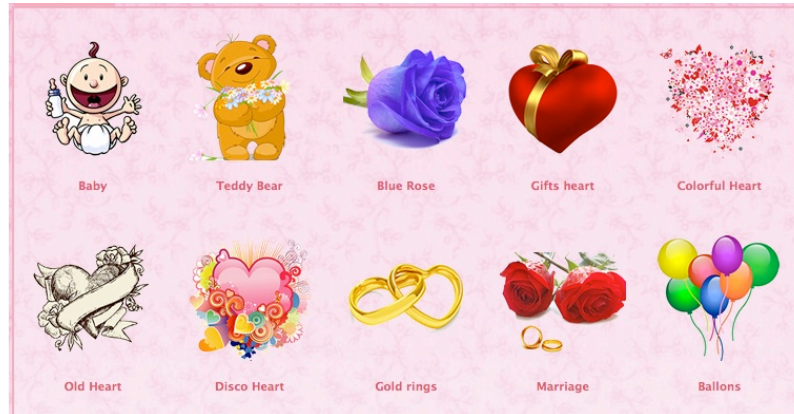 Baby
Teddy Bear
Blue Rose
Gifts heart
Colorful Heart
Old Heart
Disco Heart
Gold rings
Marriage
Ballons